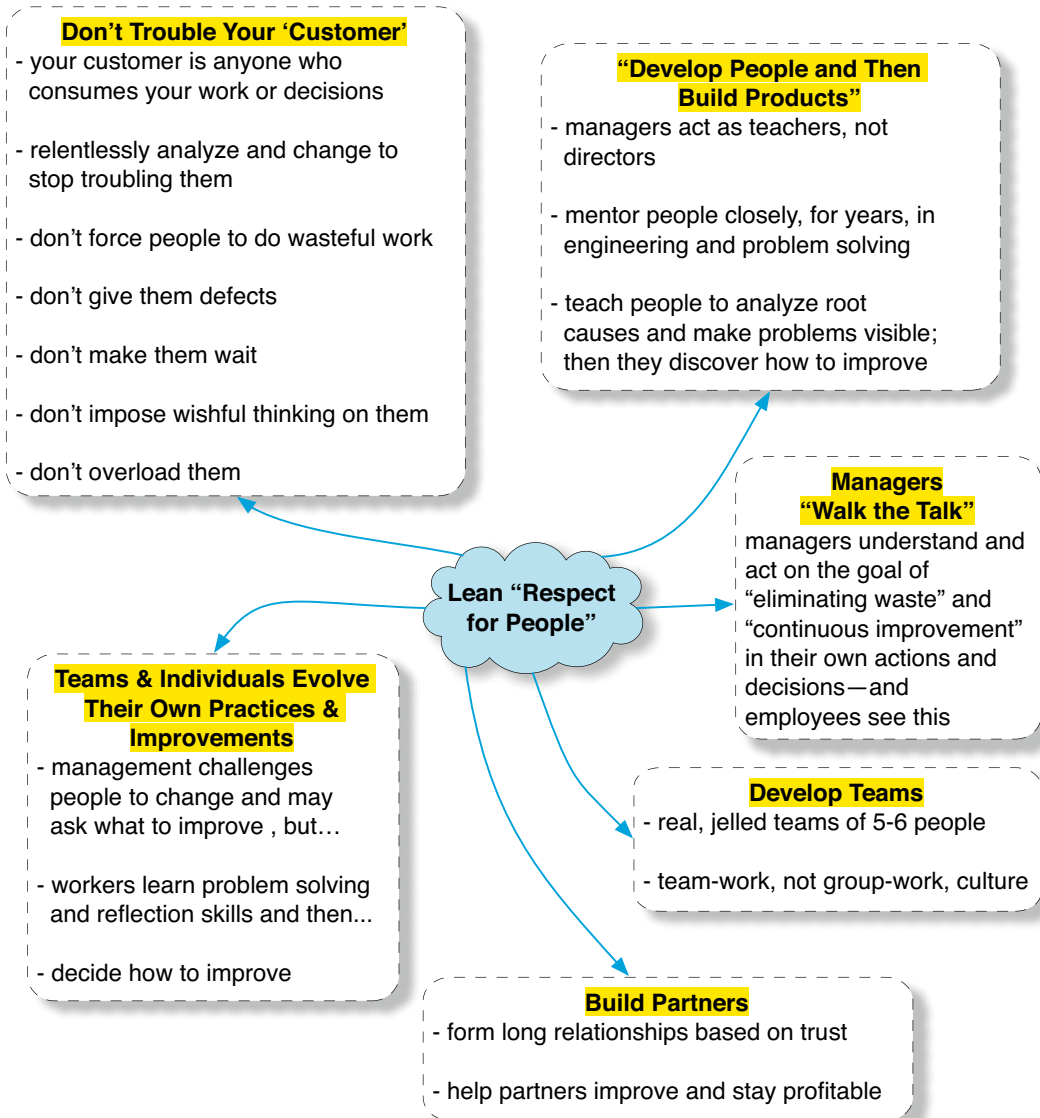 Don’t Trouble Your ‘Customer’
- your customer is anyone who
consumes your work or decisions
- relentlessly analyze and change to
stop troubling them
- don’t force people to do wasteful work
- don’t give them defects
- don’t make them wait
- don’t impose wishful thinking on them
- don’t overload them
“Develop People and Then
Build Products”
- managers act as teachers, not
directors
- mentor people closely, for years, in
engineering and problem solving
- teach people to analyze root
causes and make problems visible;
then they discover how to improve
Managers
“Walk the Talk”
managers understand and
act on the goal of
“eliminating waste” and
“continuous improvement”
in their own actions and
decisions—and
employees see this
Lean “Respect
for People”
Teams & Individuals Evolve
Their Own Practices &
Improvements
- management challenges
people to change and may
ask what to improve , but…
- workers learn problem solving
and reflection skills and then...
- decide how to improve
Develop Teams
- real, jelled teams of 5-6 people
- team-work, not group-work, culture
Build Partners
- form long relationships based on trust
- help partners improve and stay profitable